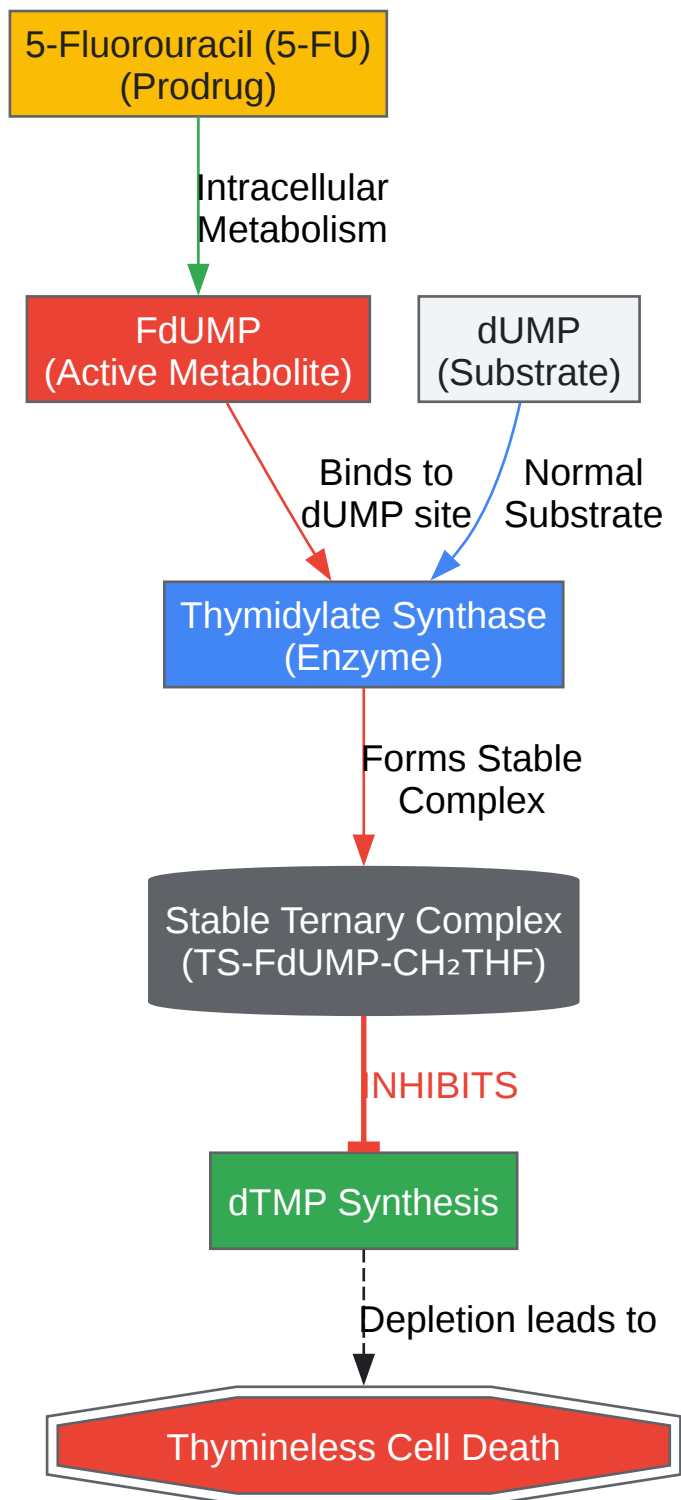 5-Fluorouracil (5-FU)
(Prodrug)
Intracellular
Metabolism
FdUMP
(Active Metabolite)
dUMP
(Substrate)
Binds to
dUMP site
Normal
Substrate
Thymidylate Synthase
(Enzyme)
Forms Stable
Complex
Stable Ternary Complex
(TS-FdUMP-CH₂THF)
INHIBITS
dTMP Synthesis
Depletion leads to
Thymineless Cell Death